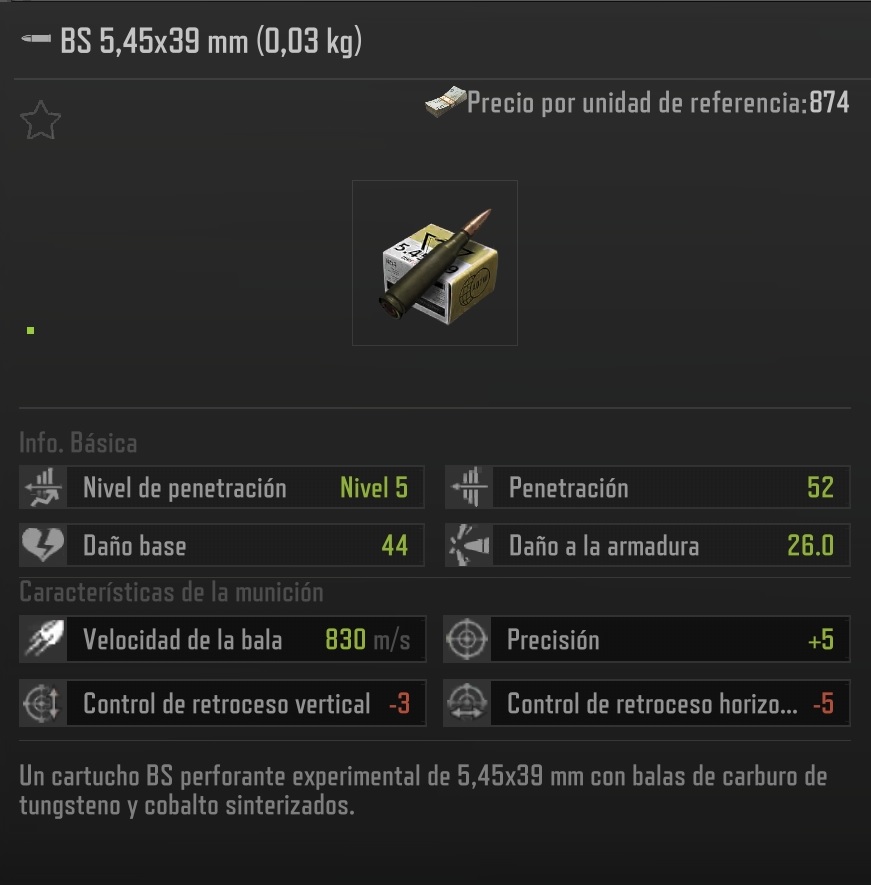 BS 5,45x39 mm (0,03 kg)
Precio por unidad de referencia:874
Info. Básica
Nivel de penetración Nivel 5
Penetración 52
Daño base 44
Daño a la armadura 26.0
Características de la munición
Velocidad de la bala 830 m/s
Precisión +5
Control de retroceso vertical -3
Control de retroceso horizo... -5
Un cartucho BS perforante experimental de 5,45x39 mm con balas de carburo de
tungsteno y cobalto sinterizados.